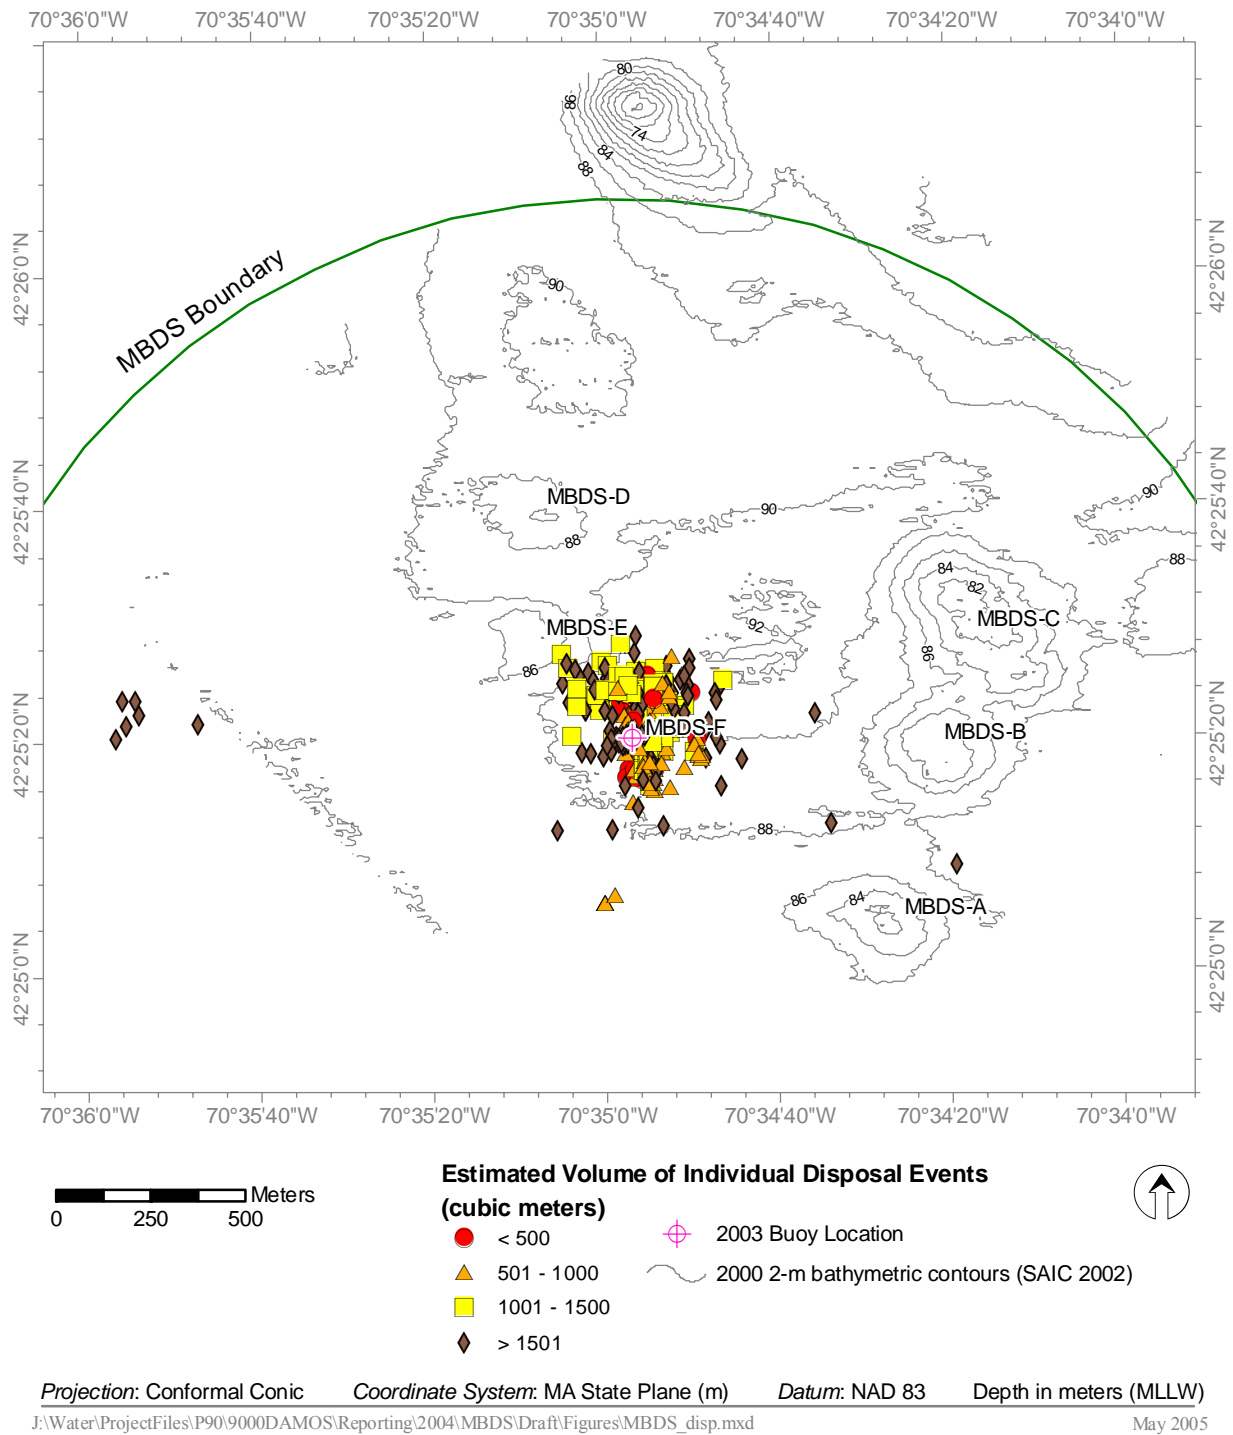 70°36'0"W 70°35'40"W 70°35'20"W 70°35'0"W 70°34'40"W 70°34'20"W 70°34'0"W
80
86
74
84
88
42°26'0"N
42°26'0"N
MBDS Boundary
90
MBDS-D
90
90
42°25'40"N
42°25'40"N
88
88
84
82
MBDS-C
92
MBDS-E
86
86
MBDS-F
MBDS-B
42°25'20"N
42°25'20"N
88
86
84
MBDS-A
42°25'0"N
42°25'0"N
70°36'0"W 70°35'40"W 70°35'20"W 70°35'0"W 70°34'40"W 70°34'20"W 70°34'0"W
Estimated Volume of Individual Disposal Events
(cubic meters)
Meters
0 250 500
< 500
501 - 1000
1001 - 1500
> 1501
2003 Buoy Location
2000 2-m bathymetric contours (SAIC 2002)
Projection: Conformal Conic Coordinate System: MA State Plane (m) Datum: NAD 83 Depth in meters (MLLW)
J:\Water\ProjectFiles\P90\9000DAMOS\Reporting\2004\MBDS\Draft\Figures\MBDS_disp.mxd May 2005